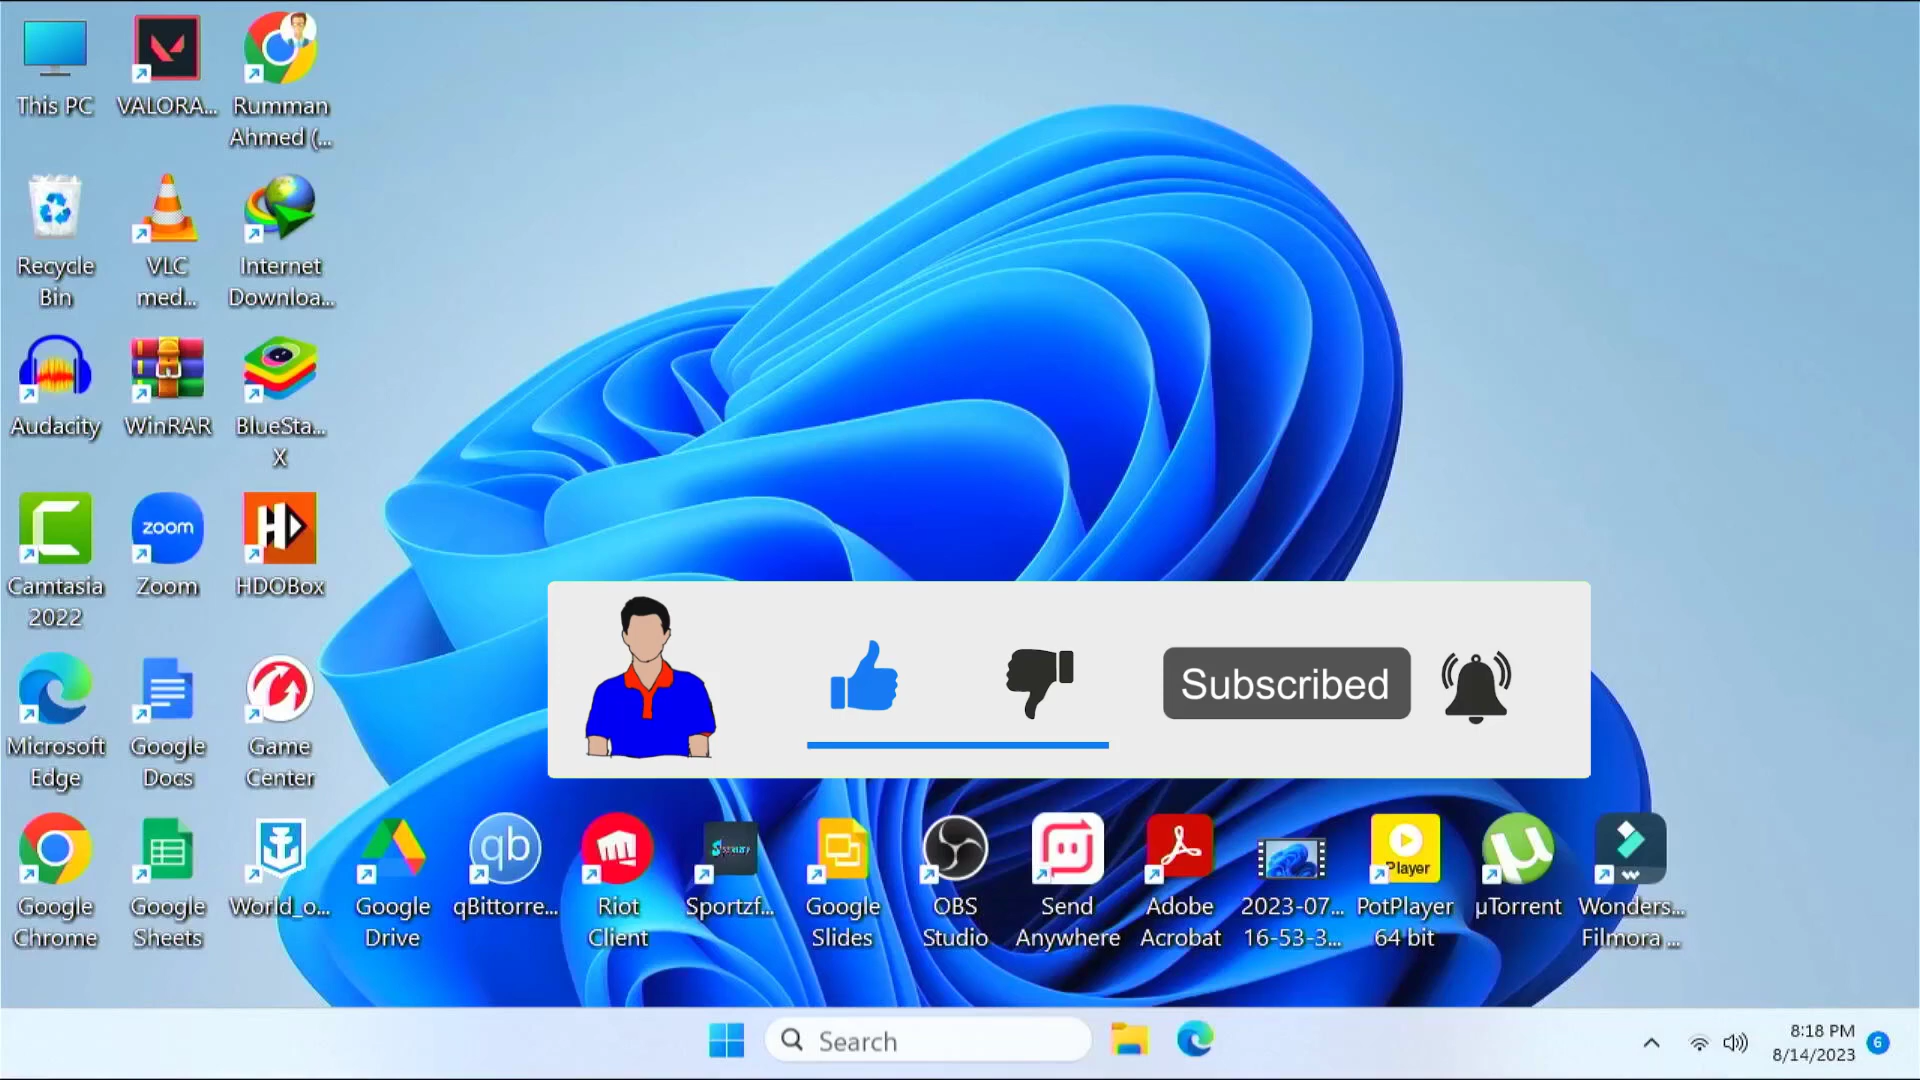 This PC
VALORA...
Rumman
Ahmed (...
Recycle
Bin
VLC
med...
Internet
Downloa...
Audacity
WinRAR
BlueSta...
X
Camtasia
2022
zoom
Zoom
HDOBox
Microsoft
Edge
Google
Docs
Game
Center
Subscribed
Google
Chrome
Google
Sheets
World_o...
Google
Drive
qb
qBittorre...
Riot
Client
Sportzf...
Google
Slides
OBS
Studio
Send
Anywhere
Adobe
Acrobat
2023-07...
16-53-3...
Player
PotPlayer
64 bit
µ
µTorrent
Wonders...
Filmora ...
Search
8:18 PM
8/14/2023
6